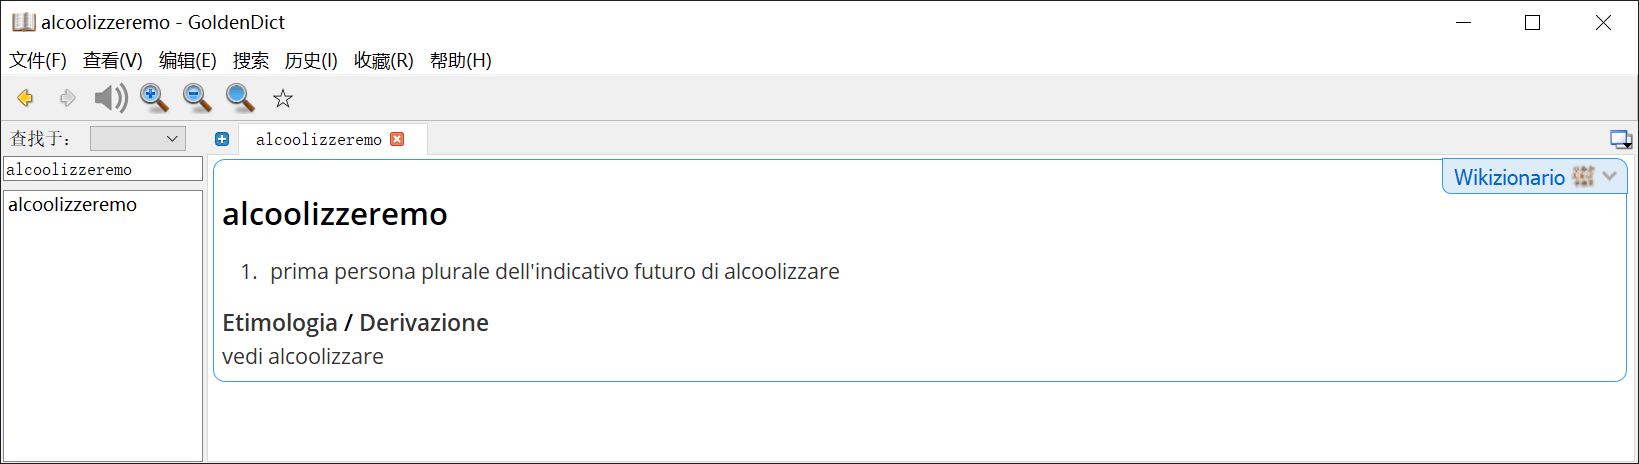 alcoolizzeremo - GoldenDict
文件(F) 查看(V) 编辑(E) 搜索 历史(I) 收藏(R) 帮助(H)
查找于:
alcoolizzeremo
alcoolizzeremo
alcoolizzeremo
Wikizionario
alcoolizzeremo
1. prima persona plurale dell'indicativo futuro di alcoolizzare
Etimologia / Derivazione
vedi alcoolizzare